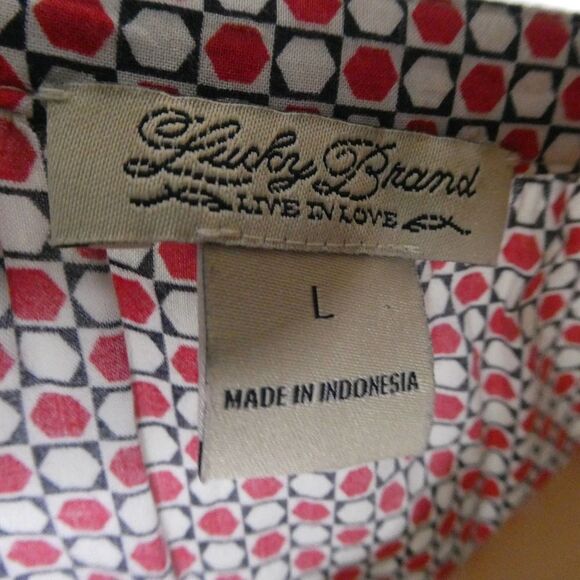 Lucky Brand
LIVE IN LOVE
L
MADE IN INDONESIA